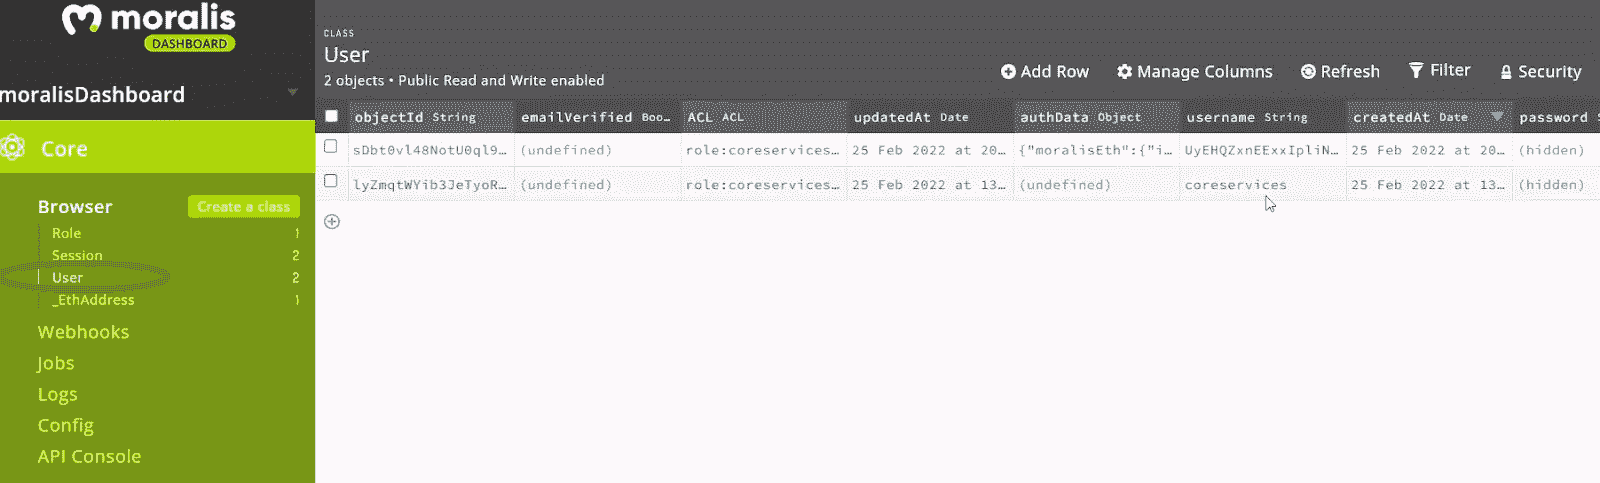 moralis
DASHBOARD
moralisDashboard
Core
Browser Create a class
Role 1
Session 2
User 2
_EthAddress 1
Webhooks
Jobs
Logs
Config
API Console
CLASS
User
2 objects • Public Read and Write enabled
Add Row Manage Columns Refresh Filter Security
objectId String emailVerified Boo… ACL ACL updatedAt Date authData Object username String createdAt Date password S
sDbt0vl48NotU0ql9… (undefined) role:coreservices… 25 Feb 2022 at 20… {"moralisEth":{"i… UyEHQZxnEExxIpliN… 25 Feb 2022 at 20… (hidden)
lyZmqtWYib3JeTyoR… (undefined) role:coreservices… 25 Feb 2022 at 13… (undefined) coreservices 25 Feb 2022 at 13… (hidden)